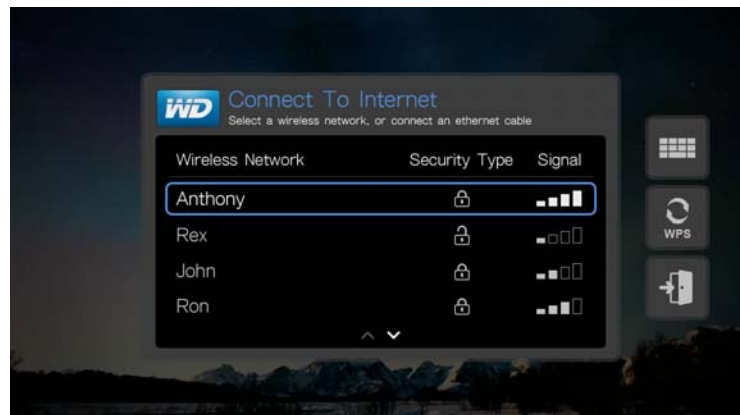 WD
Connect To Internet
Select a wireless network, or connect an ethernet cable
Wireless Network Security Type Signal
Anthony
Rex
WPS
John
Ron